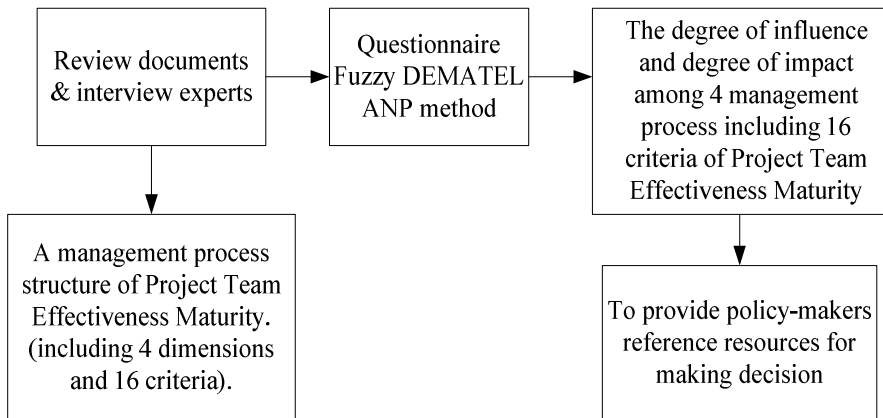 Review documents
& interview experts
Questionnaire
Fuzzy DEMATEL
ANP method
The degree of influence
and degree of impact
among 4 management
process including 16
criteria of Project Team
Effectiveness Maturity
A management process
structure of Project Team
Effectiveness Maturity.
(including 4 dimensions
and 16 criteria).
To provide policy-makers
reference resources for
making decision